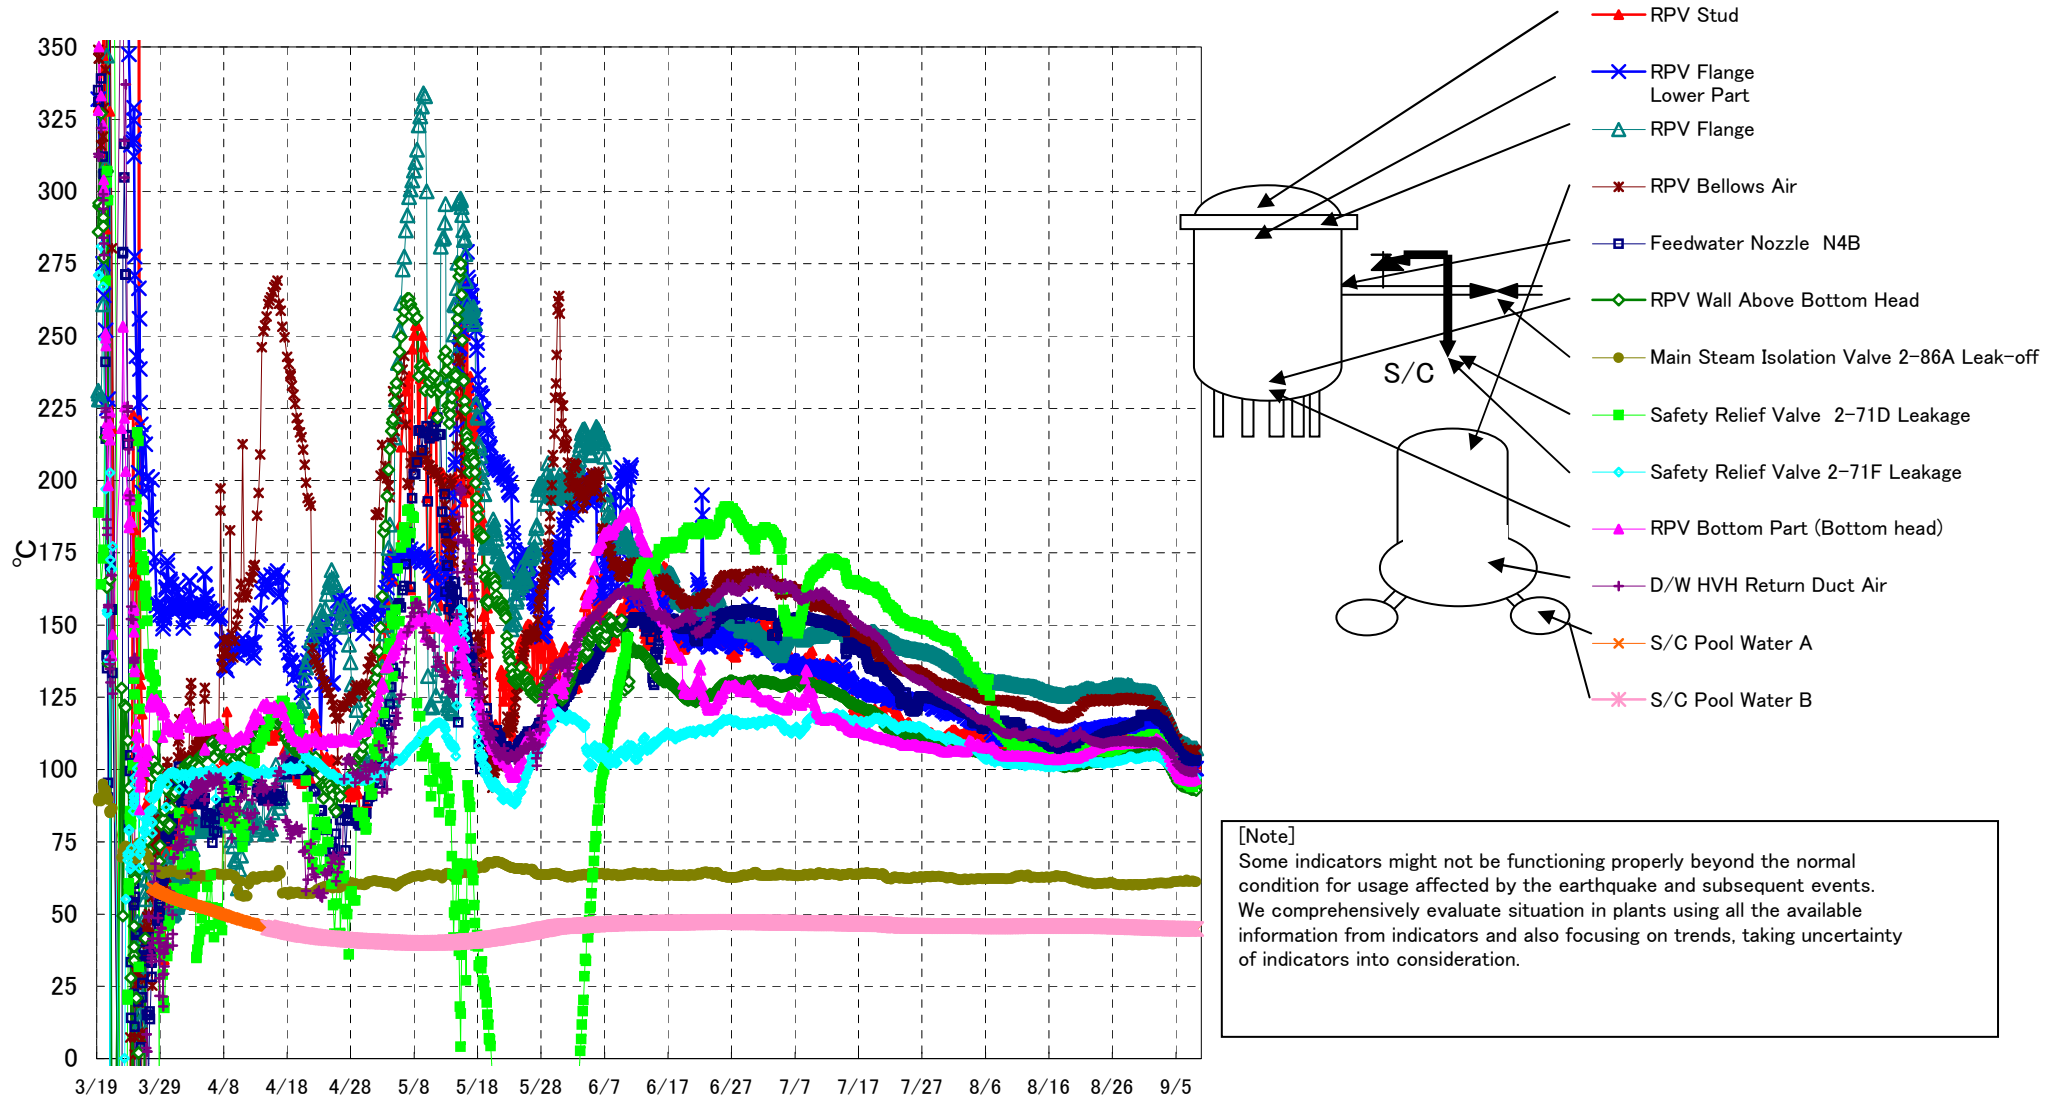 350
325
300
275
250
225
200
175
150
125
100
75
50
25
0
℃
3/19 3/29 4/8 4/18 4/28 5/8 5/18 5/28 6/7 6/17 6/27 7/7 7/17 7/27 8/6 8/16 8/26 9/5
S/C
RPV Stud
RPV Flange
Lower Part
RPV Flange
RPV Bellows Air
Feedwater Nozzle N4B
RPV Wall Above Bottom Head
Main Steam Isolation Valve 2-86A Leak-off
Safety Relief Valve 2-71D Leakage
Safety Relief Valve 2-71F Leakage
RPV Bottom Part (Bottom head)
D/W HVH Return Duct Air
S/C Pool Water A
S/C Pool Water B
[Note]
Some indicators might not be functioning properly beyond the normal
condition for usage affected by the earthquake and subsequent events.
We comprehensively evaluate situation in plants using all the available
information from indicators and also focusing on trends, taking uncertainty
of indicators into consideration.